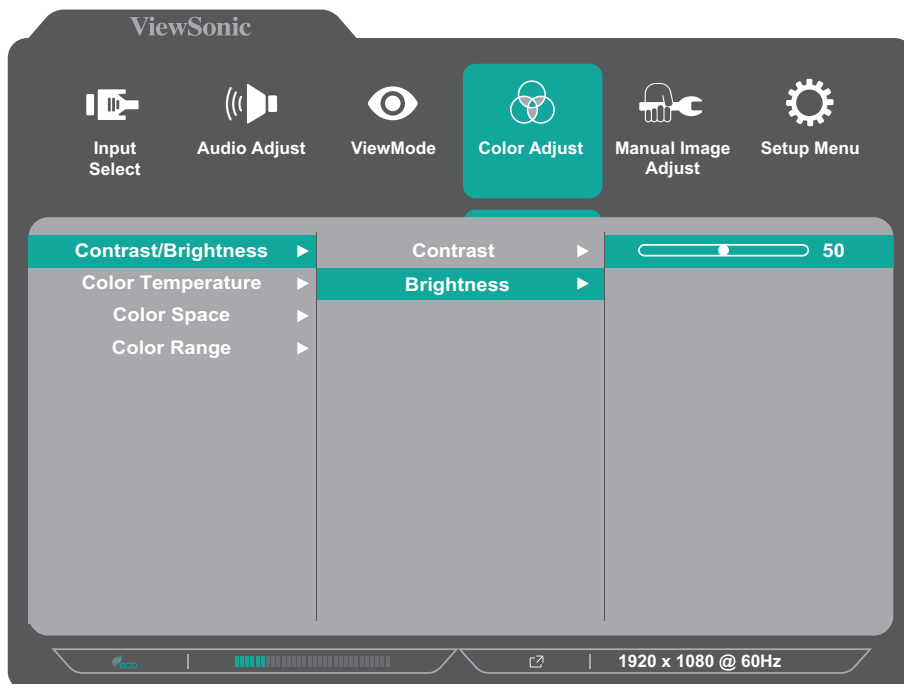 ViewSonic
Input Select
Audio Adjust
ViewMode
Color Adjust
Manual Image Adjust
Setup Menu
Contrast/Brightness
Contrast
50
Color Temperature
Brightness
Color Space
Color Range
eco
1920 x 1080 @ 60Hz